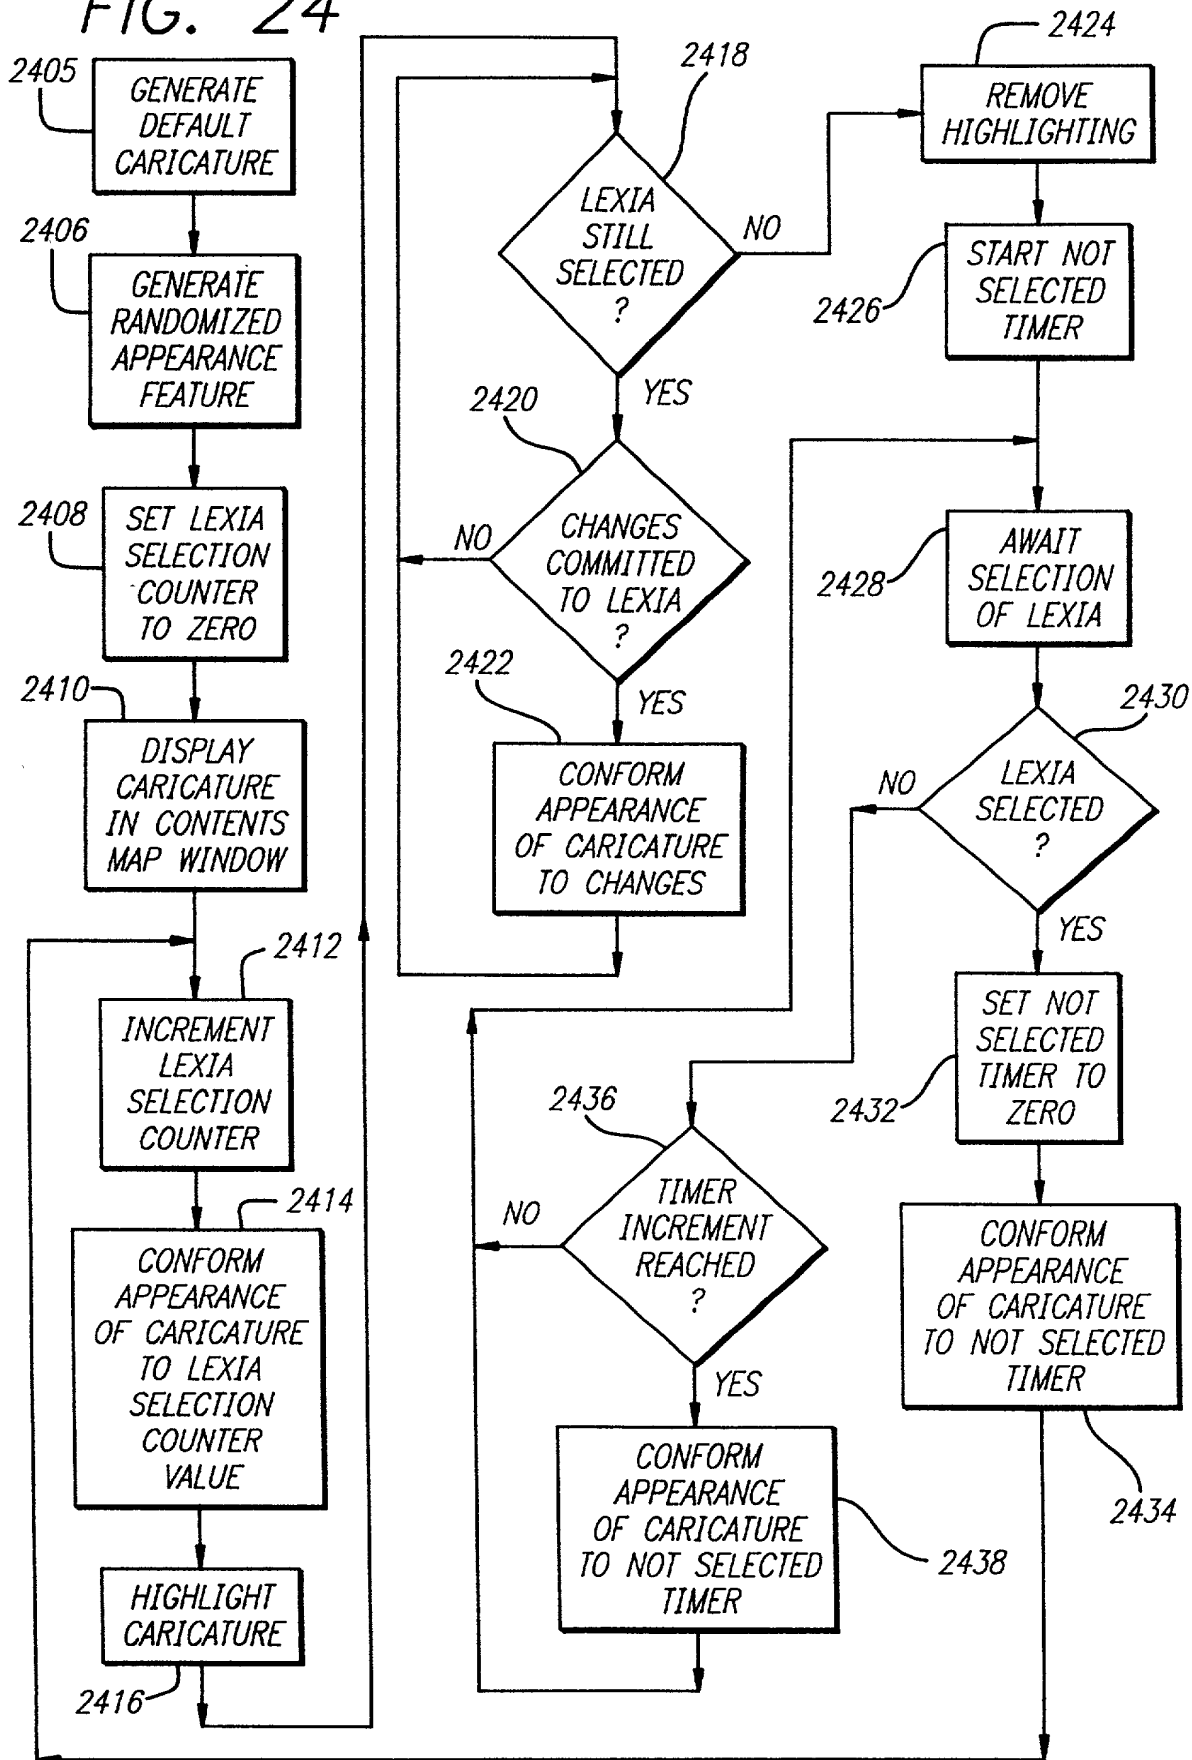 FIG. 24
2405
GENERATE
DEFAULT
CARICATURE
2406
GENERATE
RANDOMIZED
APPEARANCE
FEATURE
2408
SET LEXIA
SELECTION
COUNTER
TO ZERO
2410
DISPLAY
CARICATURE
IN CONTENTS
MAP WINDOW
2412
INCREMENT
LEXIA
SELECTION
COUNTER
2414
CONFORM
APPEARANCE
OF CARICATURE
TO LEXIA
SELECTION
COUNTER
VALUE
HIGHLIGHT
CARICATURE
2416
2418
LEXIA
STILL
SELECTED
?
NO
YES
2420
CHANGES
COMMITTED
TO LEXIA
?
NO
YES
2422
CONFORM
APPEARANCE
OF CARICATURE
TO CHANGES
2424
REMOVE
HIGHLIGHTING
START NOT
SELECTED
TIMER
2426
AWAIT
SELECTION
OF LEXIA
2428
2430
LEXIA
SELECTED
?
NO
YES
SET NOT
SELECTED
TIMER TO
ZERO
2432
CONFORM
APPEARANCE
OF CARICATURE
TO NOT SELECTED
TIMER
2434
2436
TIMER
INCREMENT
REACHED
?
NO
YES
CONFORM
APPEARANCE
OF CARICATURE
TO NOT SELECTED
TIMER
2438